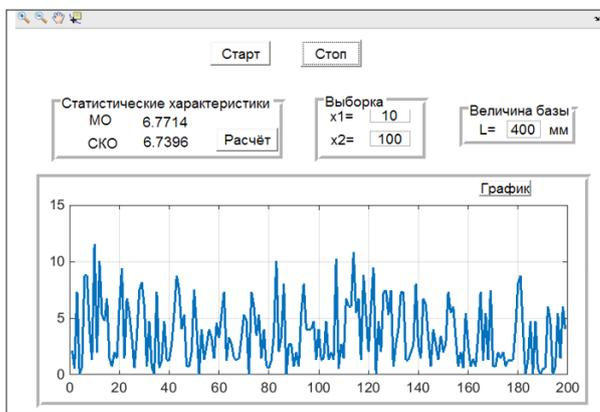 Старт Стоп
Статистические характеристики Выборка Величина базы
МО 6.7714 x1= 10
L= 400 мм
СКО 6.7396 Расчёт x2= 100
График
15
10
5
0
0 20 40 60 80 100 120 140 160 180 200